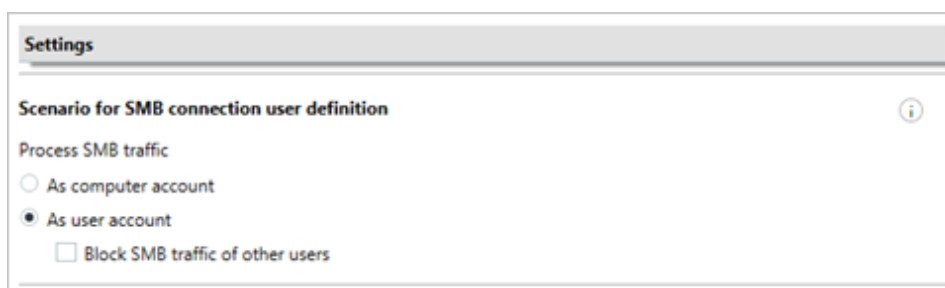 Settings
Scenario for SMB connection user definition
Process SMB traffic
As computer account
As user account
Block SMB traffic of other users